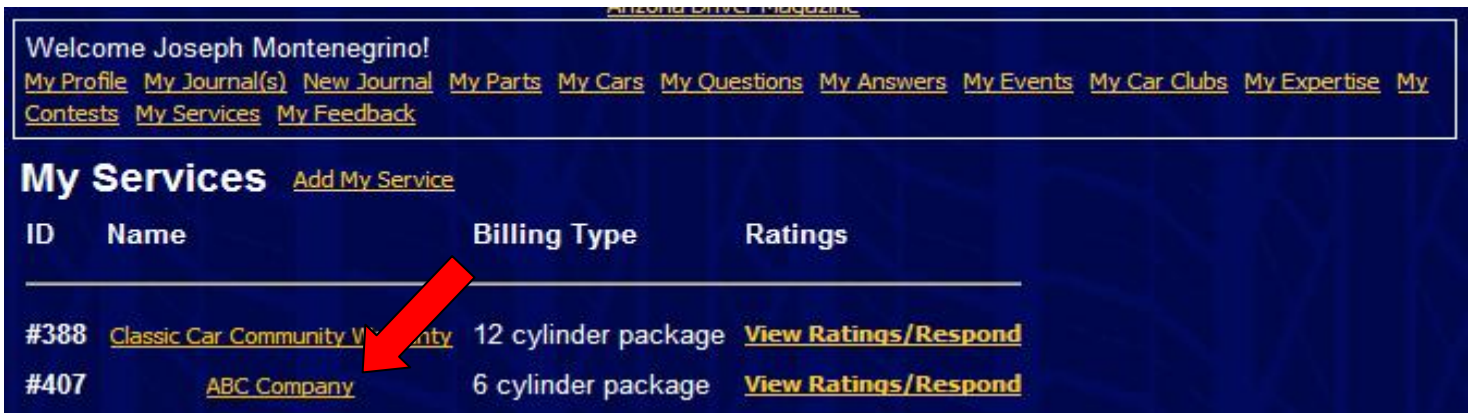 Arizona Driver Magazine
Welcome Joseph Montenegrino!
My Profile My Journal(s) New Journal My Parts My Cars My Questions My Answers My Events My Car Clubs My Expertise My
Contests My Services My Feedback
My Services Add My Service
ID Name Billing Type Ratings
#388 Classic Car Community 12 cylinder package View Ratings/Respond
#407 ABC Company 6 cylinder package View Ratings/Respond